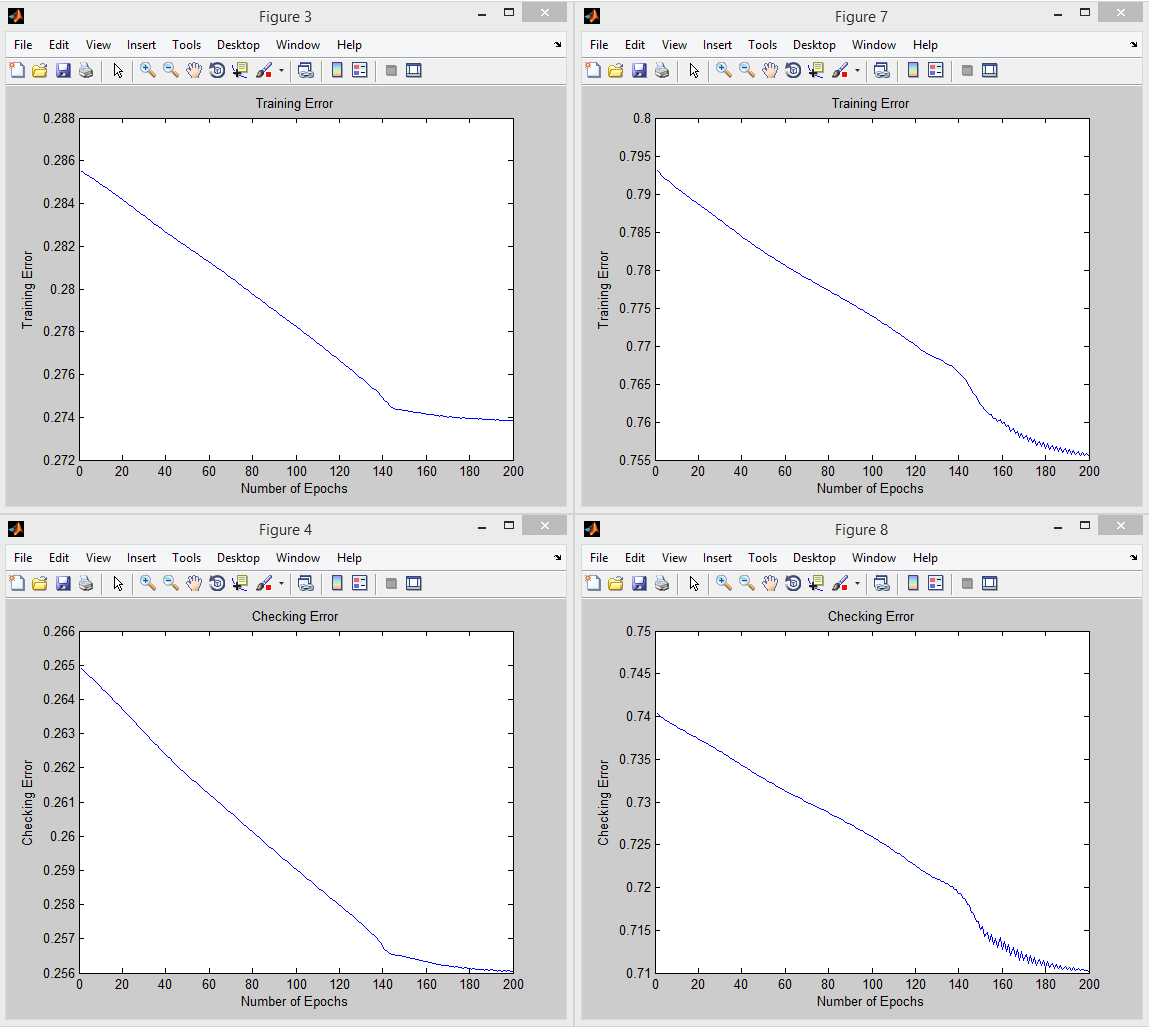 Figure 3
File Edit View Insert Tools Desktop Window Help
Training Error
0.288
0.286
0.284
0.282
0.28
0.278
0.276
0.274
0.272
Training Error
0 20 40 60 80 100 120 140 160 180 200
Number of Epochs
Figure 7
File Edit View Insert Tools Desktop Window Help
Training Error
0.8
0.795
0.79
0.785
0.78
0.775
0.77
0.765
0.76
0.755
Training Error
0 20 40 60 80 100 120 140 160 180 200
Number of Epochs
Figure 4
File Edit View Insert Tools Desktop Window Help
Checking Error
0.266
0.265
0.264
0.263
0.262
0.261
0.26
0.259
0.258
0.257
0.256
Checking Error
0 20 40 60 80 100 120 140 160 180 200
Number of Epochs
Figure 8
File Edit View Insert Tools Desktop Window Help
Checking Error
0.75
0.745
0.74
0.735
0.73
0.725
0.72
0.715
0.71
Checking Error
0 20 40 60 80 100 120 140 160 180 200
Number of Epochs